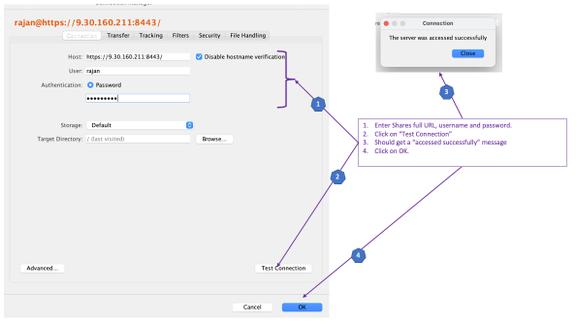 rajan@https://9.30.160.211:8443/
Connection Transfer Tracking Filters Security File Handling
Host: https://9.30.160.211:8443/ Disable hostname verification
User: rajan
Authentication: Password
Storage: Default
Target Directory: / (last visited) Browse...
Advanced... Test Connection
Cancel OK
Connection
The server was accessed successfully
Close
1
2
3
4
1. Enter Shares full URL, username and password.
2. Click on "Test Connection"
3. Should get a "accessed successfully" message
4. Click on OK.